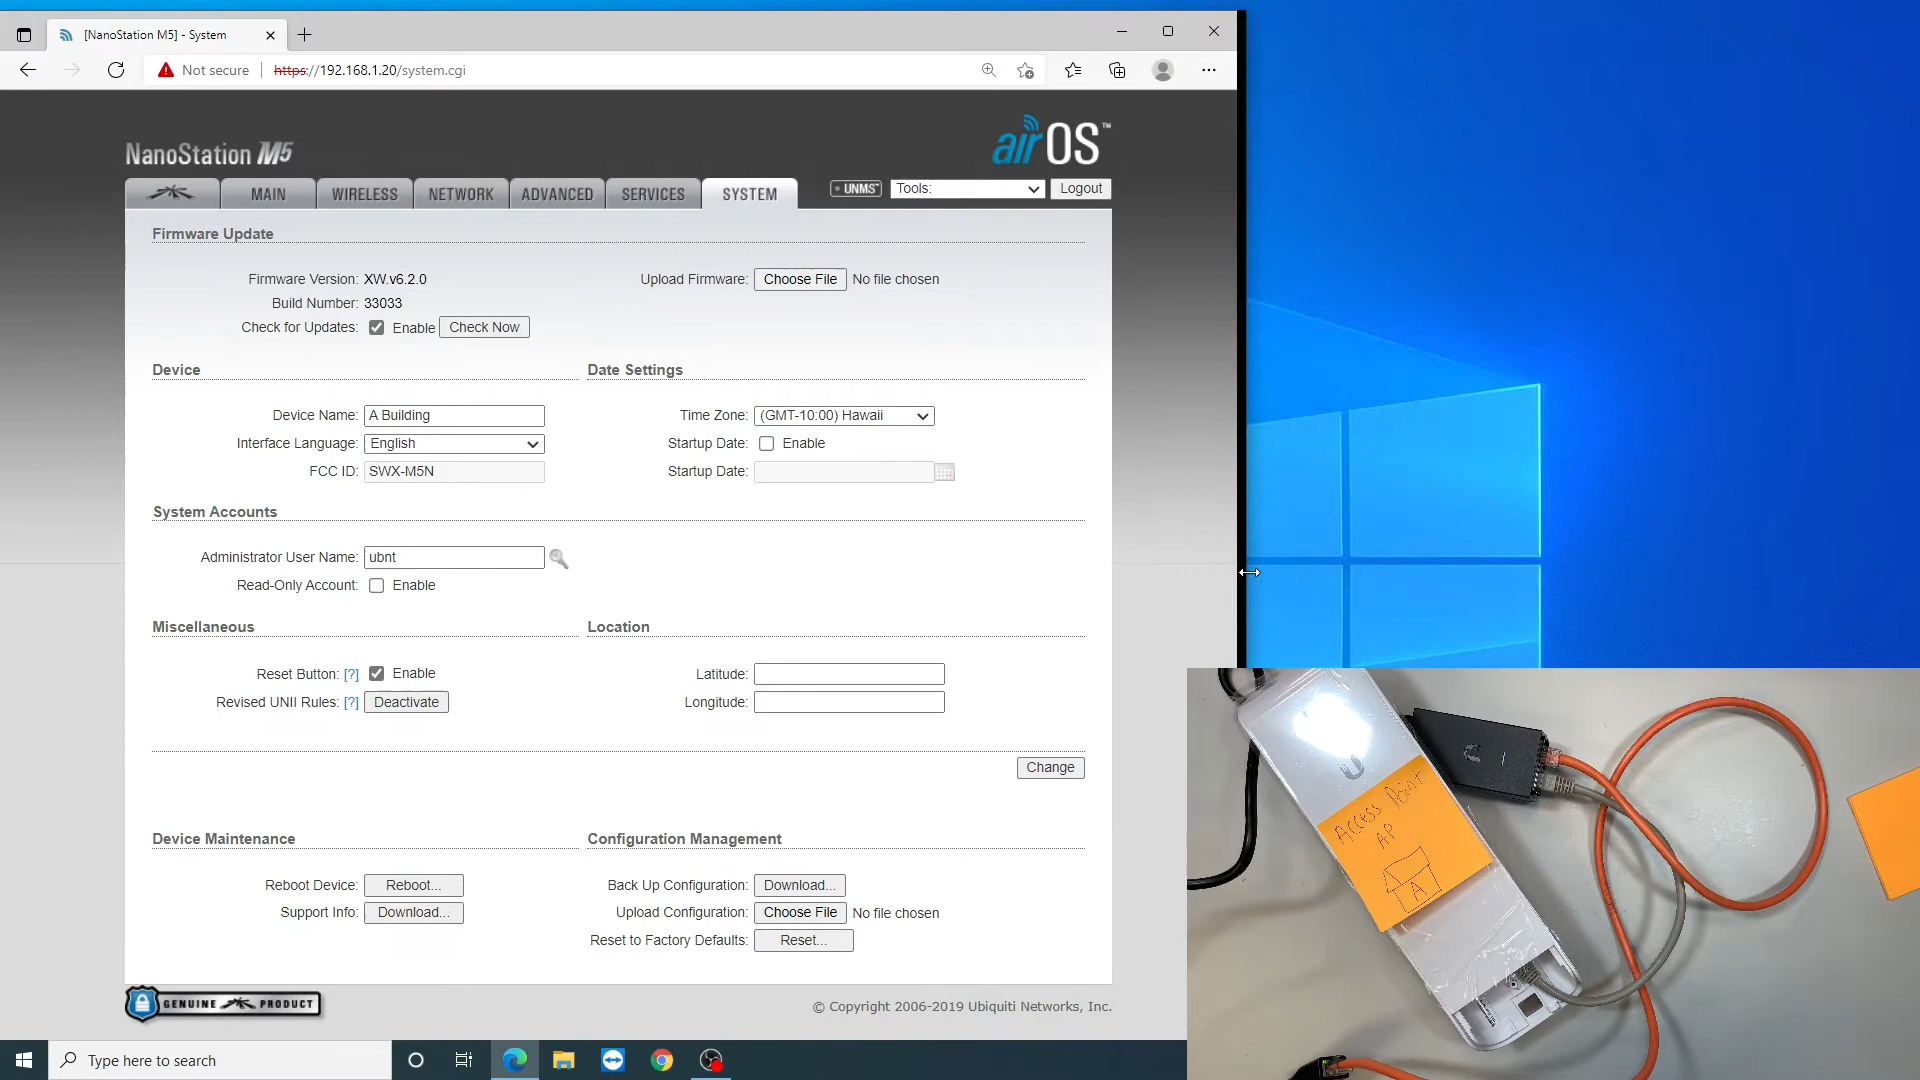 [NanoStation M5] - System
Not secure https://192.168.1.20/system.cgi
NanoStation M5
airOS™
MAIN WIRELESS NETWORK ADVANCED SERVICES SYSTEM UNMS Tools: Logout
Firmware Update
Firmware Version: XW.v6.2.0 Upload Firmware: Choose File No file chosen
Build Number: 33033
Check for Updates: Enable Check Now
Device Date Settings
Device Name: A Building Time Zone: (GMT-10:00) Hawaii
Interface Language: English Startup Date: Enable
FCC ID: SWX-M5N Startup Date:
System Accounts
Administrator User Name: ubnt
Read-Only Account: Enable
Miscellaneous Location
Reset Button: [?] Enable Latitude:
Revised UNII Rules: [?] Deactivate Longitude:
Change
Device Maintenance Configuration Management
Reboot Device: Reboot... Back Up Configuration: Download...
Support Info: Download... Upload Configuration: Choose File No file chosen
Reset to Factory Defaults: Reset...
GENUINE PRODUCT
© Copyright 2006-2019 Ubiquiti Networks, Inc.
Type here to search
Access Point
AP
A